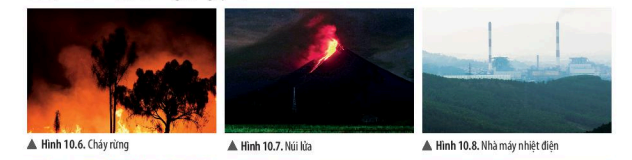 ▲ Hình 10.6. Cháy rừng
▲ Hình 10.7. Núi lửa
▲ Hình 10.8. Nhà máy nhiệt điện